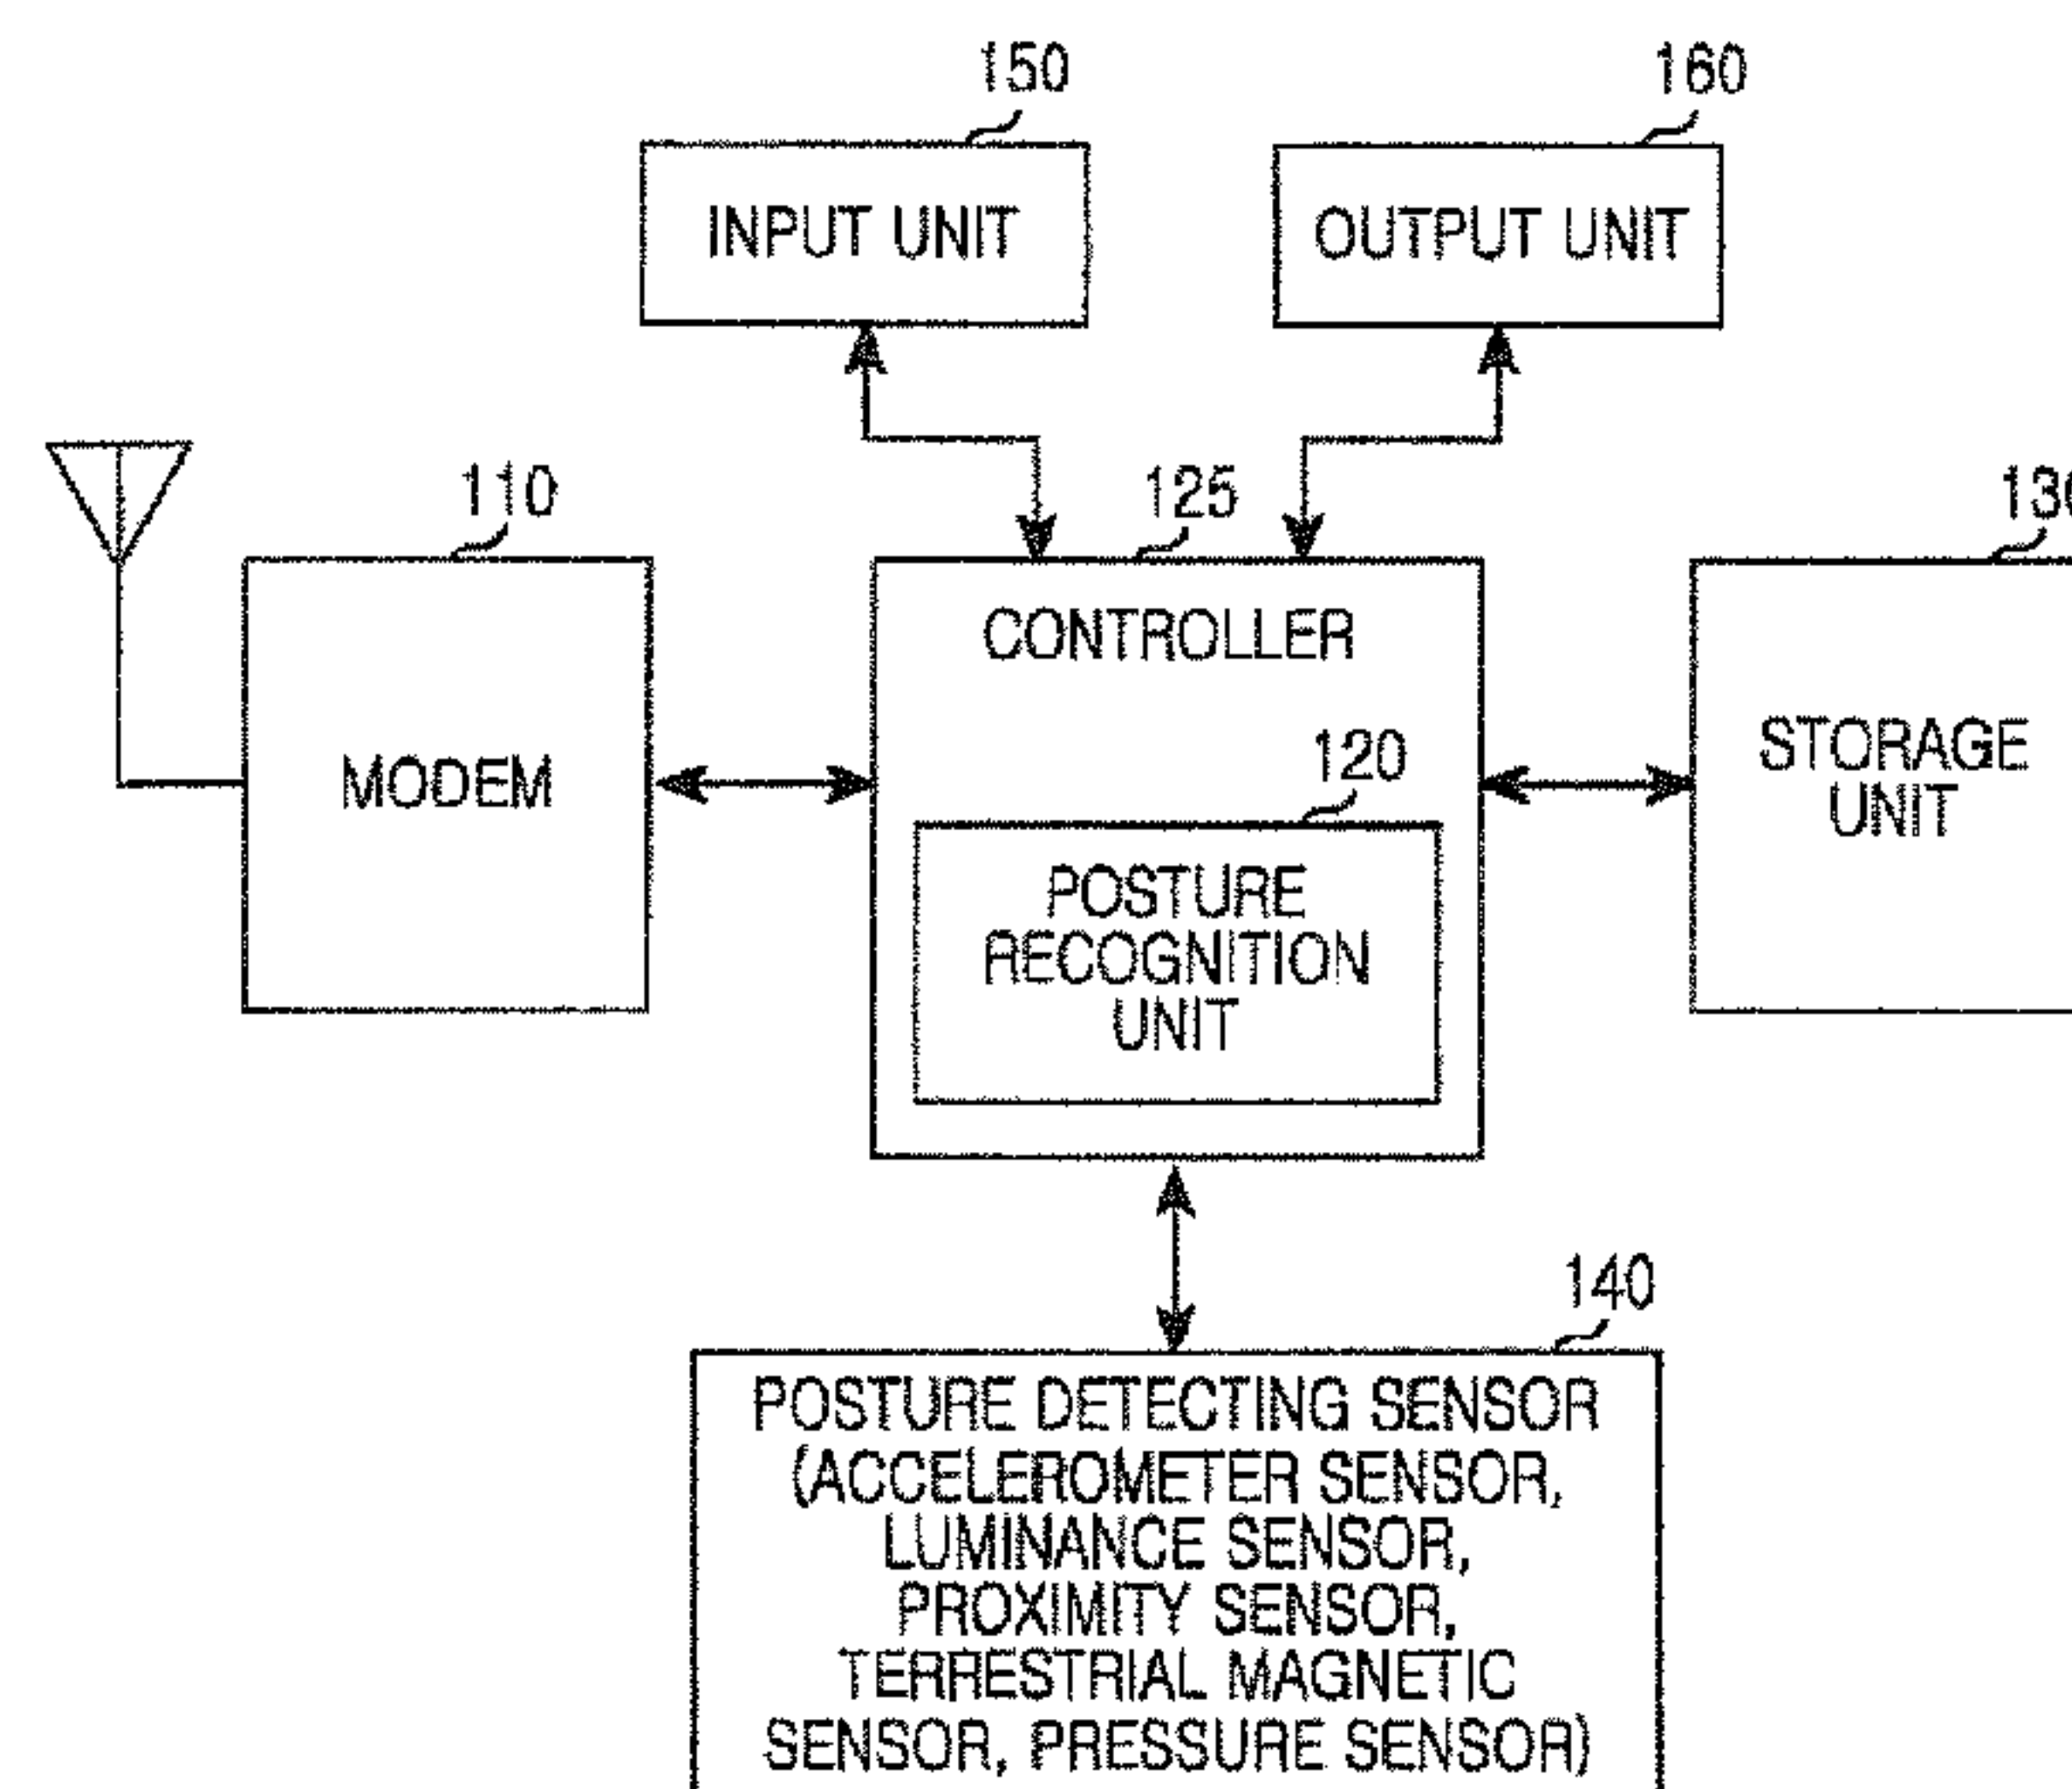 150
160
INPUT UNIT
OUTPUT UNIT
110
125
130
CONTROLLER
MODEM
STORAGE
UNIT
120
POSTURE
RECOGNITION
UNIT
140
POSTURE DETECTING SENSOR
(ACCELEROMETER SENSOR,
LUMINANCE SENSOR,
PROXIMITY SENSOR,
TERRESTRIAL MAGNETIC
SENSOR, PRESSURE SENSOR)